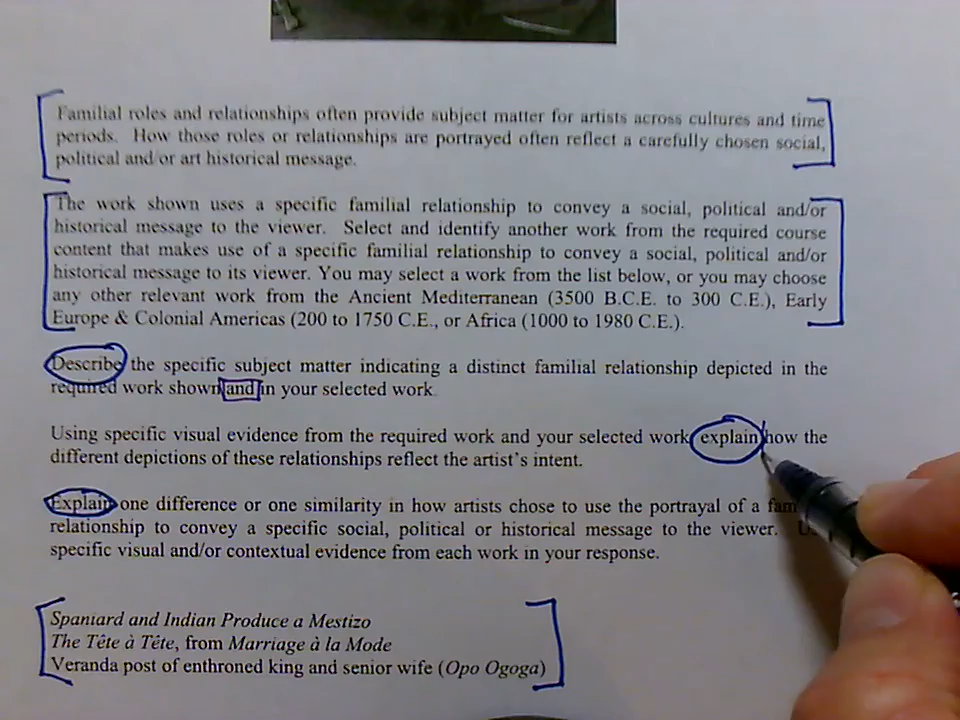 Familial roles and relationships often provide subject matter for artists across cultures and time
periods. How those roles or relationships are portrayed often reflect a carefully chosen social,
political and/or art historical message.
The work shown uses a specific familial relationship to convey a social, political and/or
historical message to the viewer. Select and identify another work from the required course
content that makes use of a specific familial relationship to convey a social, political and/or
historical message to its viewer. You may select a work from the list below, or you may choose
any other relevant work from the Ancient Mediterranean (3500 B.C.E. to 300 C.E.), Early
Europe & Colonial Americas (200 to 1750 C.E., or Africa (1000 to 1980 C.E.).
Describe the specific subject matter indicating a distinct familial relationship depicted in the
required work shown and in your selected work.
Using specific visual evidence from the required work and your selected work explain how the
different depictions of these relationships reflect the artist's intent.
Explain one difference or one similarity in how artists chose to use the portrayal of a
relationship to convey a specific social, political or historical message to the viewer.
specific visual and/or contextual evidence from each work in your response.
Spaniard and Indian Produce a Mestizo
The Tête à Tête, from Marriage à la Mode
Veranda post of enthroned king and senior wife (Opo Ogoga)